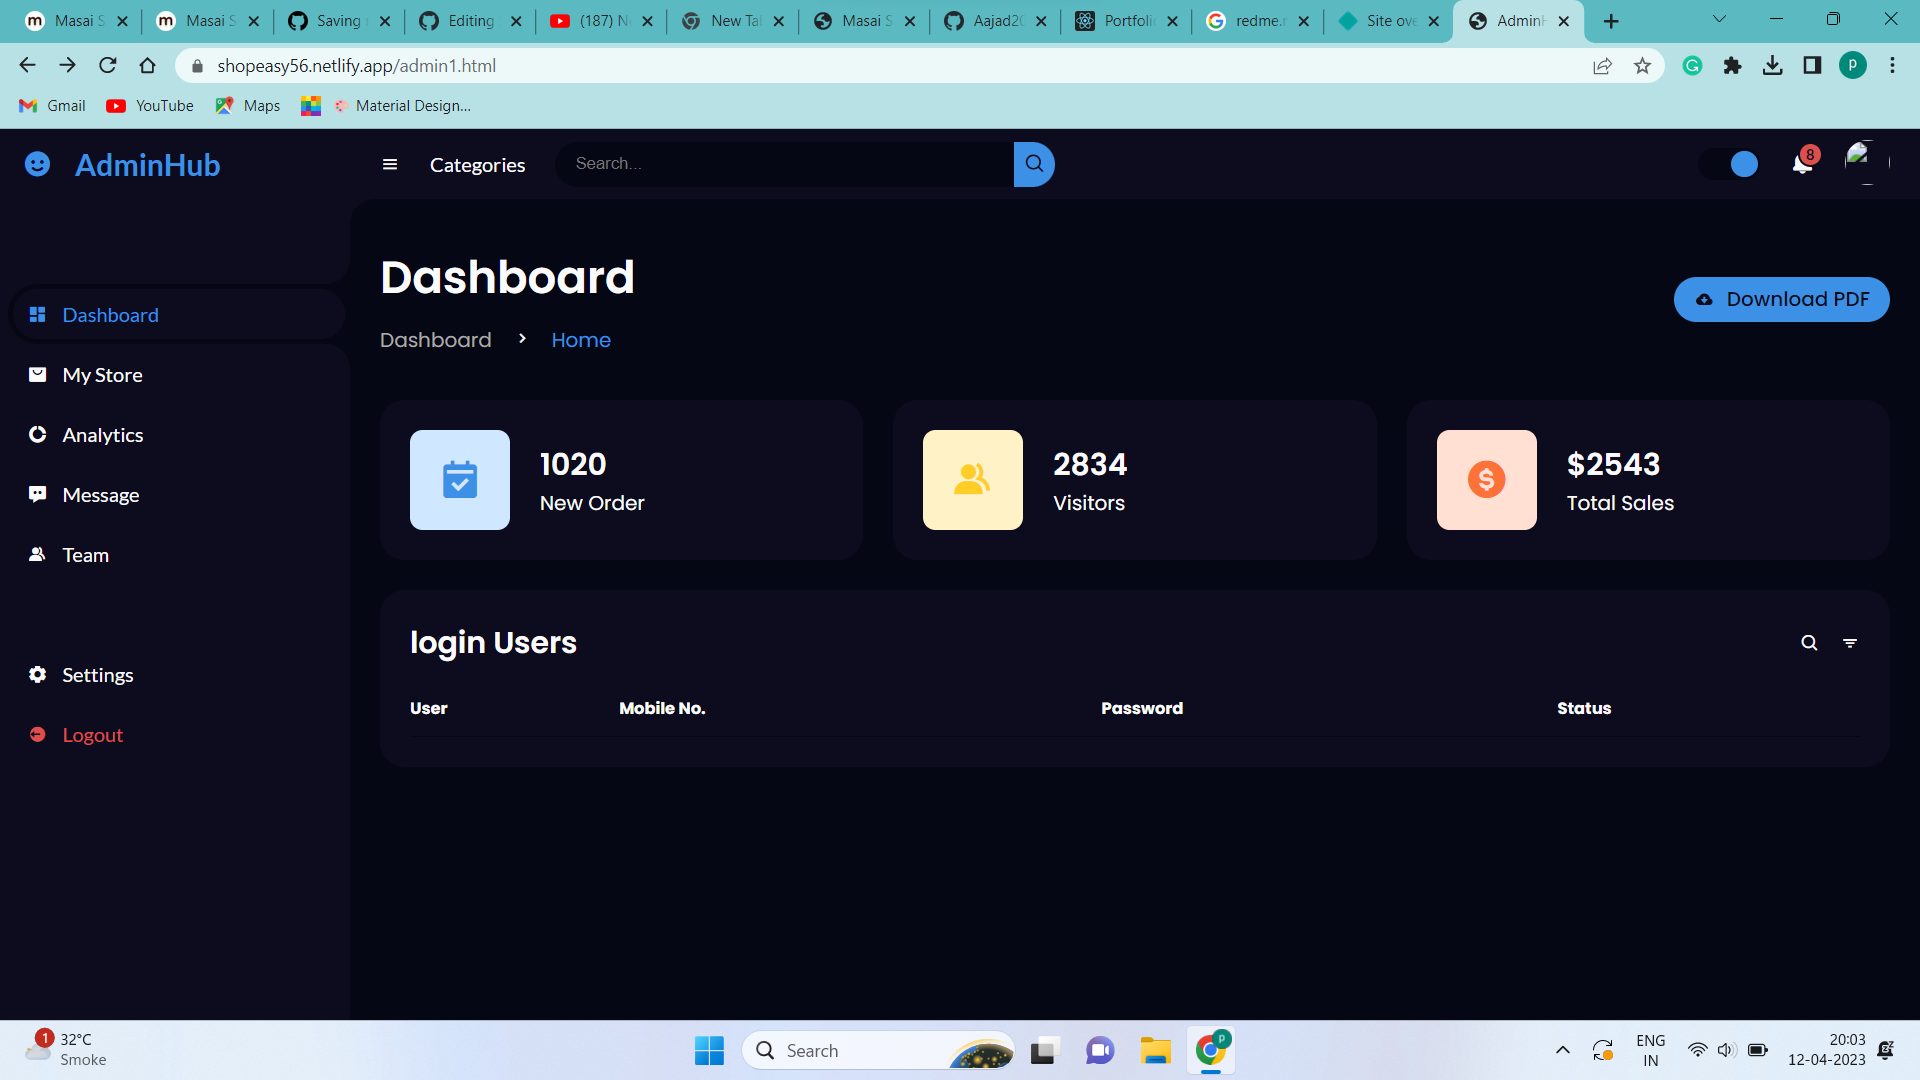 Masai S
Masai S
Saving
Editing
(187) N
New Ta
Masai S
Aajad20
Portfoli
redme.r
Site ove
AdminH
shopeasy56.netlify.app/admin1.html
P
Gmail
YouTube
Maps
Material Design...
AdminHub
Categories
Search...
8
Dashboard
My Store
Analytics
Message
Team
Settings
Logout
Dashboard
Dashboard
Home
Download PDF
1020
New Order
2834
Visitors
$2543
Total Sales
login Users
User Mobile No. Password Status
1
32°C
Smoke
Search
P
ENG
IN
20:03
12-04-2023